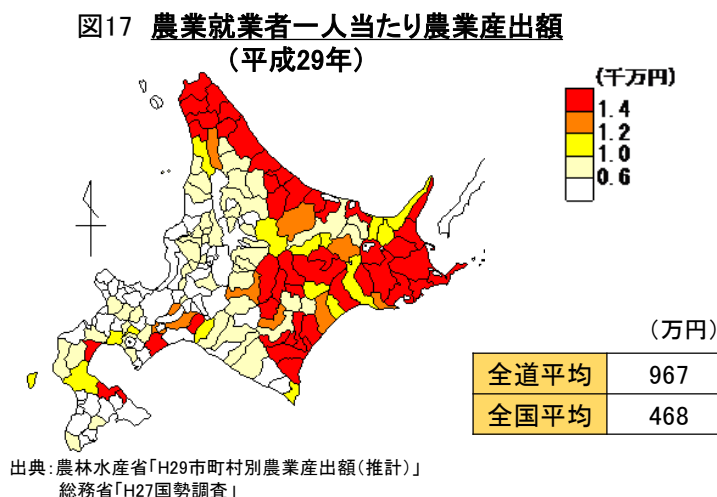 図17 農業就業者一人当たり農業産出額
(平成29年)
(千万円)
1.4
1.2
1.0
0.6
(万円)
全道平均 967
全国平均 468
出典:農林水産省「H29市町村別農業産出額(推計)」
総務省「H27国勢調査」